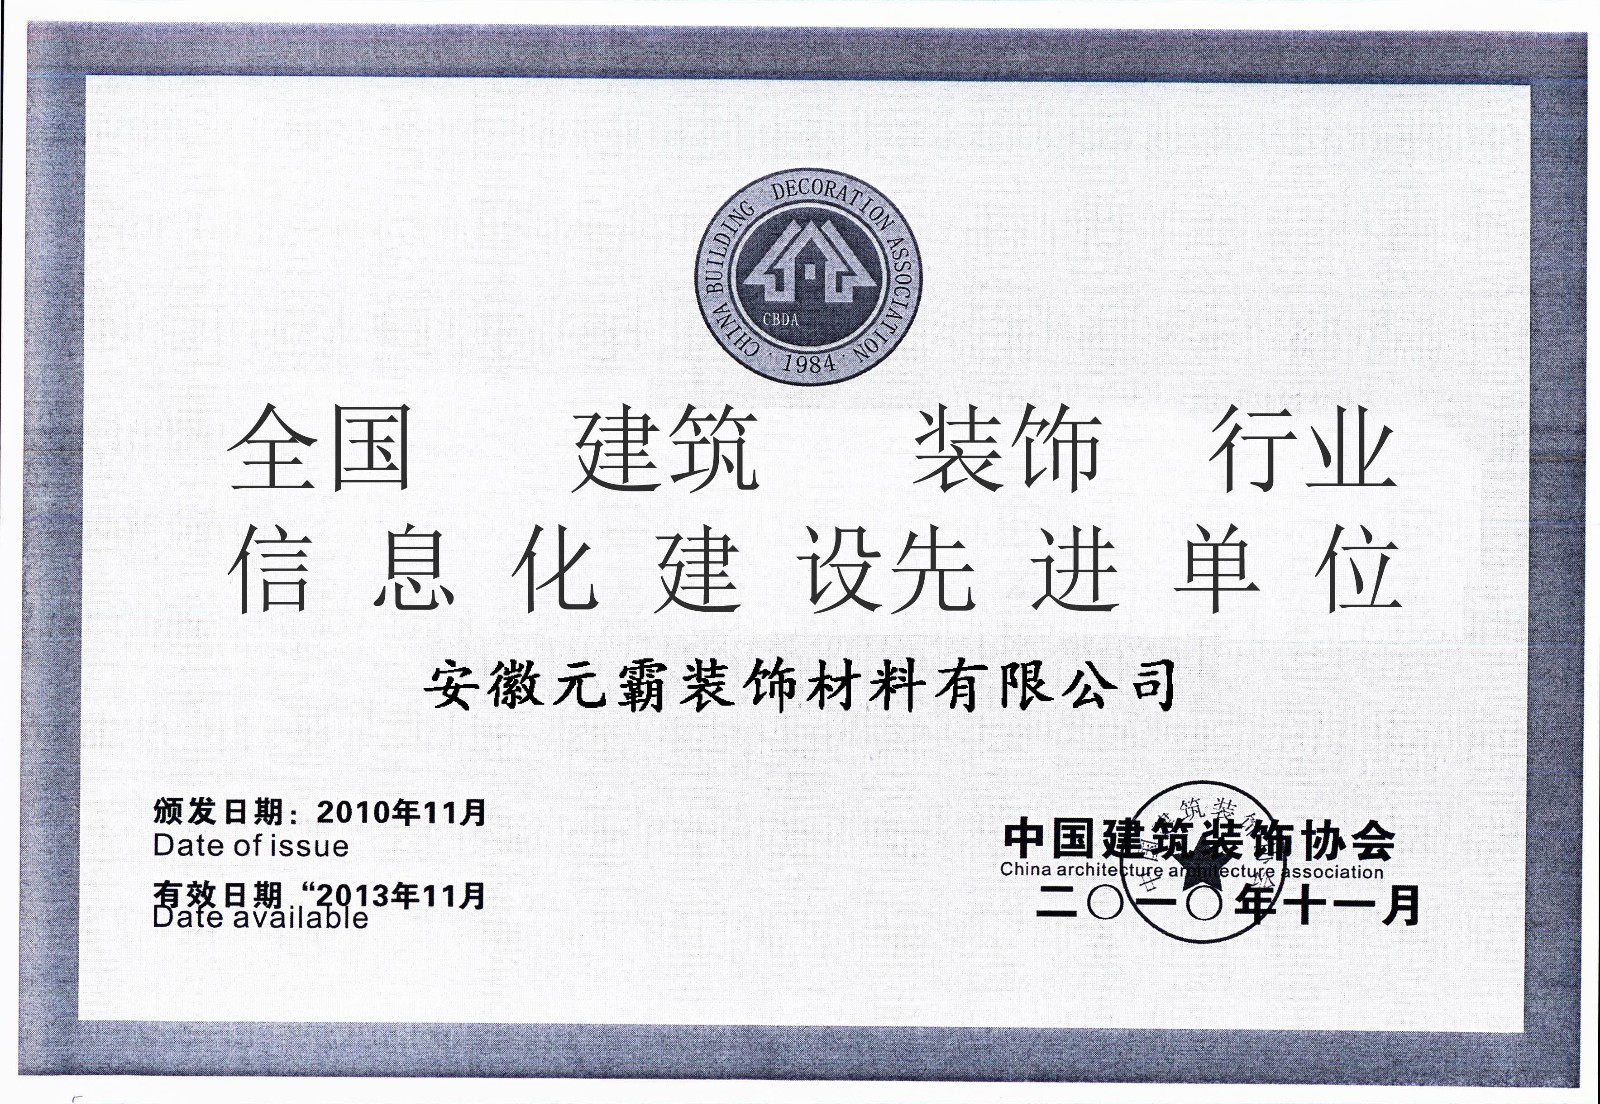 CHINA BUILDING DECORATION ASSOCIATION
CBDA
· 1984 ·
全国 建筑 装饰 行业
信息化建设先进单位
安徽元霸装饰材料有限公司
颁发日期：2010年11月
Date of issue
有效日期“2013年11月
Date available
中国建筑装饰协会
China architecture architecture association
二〇一〇年十一月